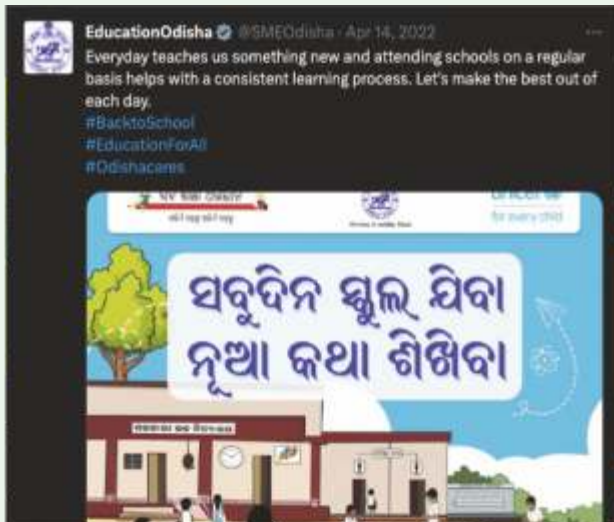 EducationOdisha @SMEOdisha · Apr 14, 2022
Everyday teaches us something new and attending schools on a regular
basis helps with a consistent learning process. Let's make the best out of
each day.
#BacktoSchool
#EducationForAll
#Odishacares
unicef
for every child
ସବୁଦିନ ସ୍କୁଲ ଯିବା
ନୂଆ କଥା ଶିଖିବା